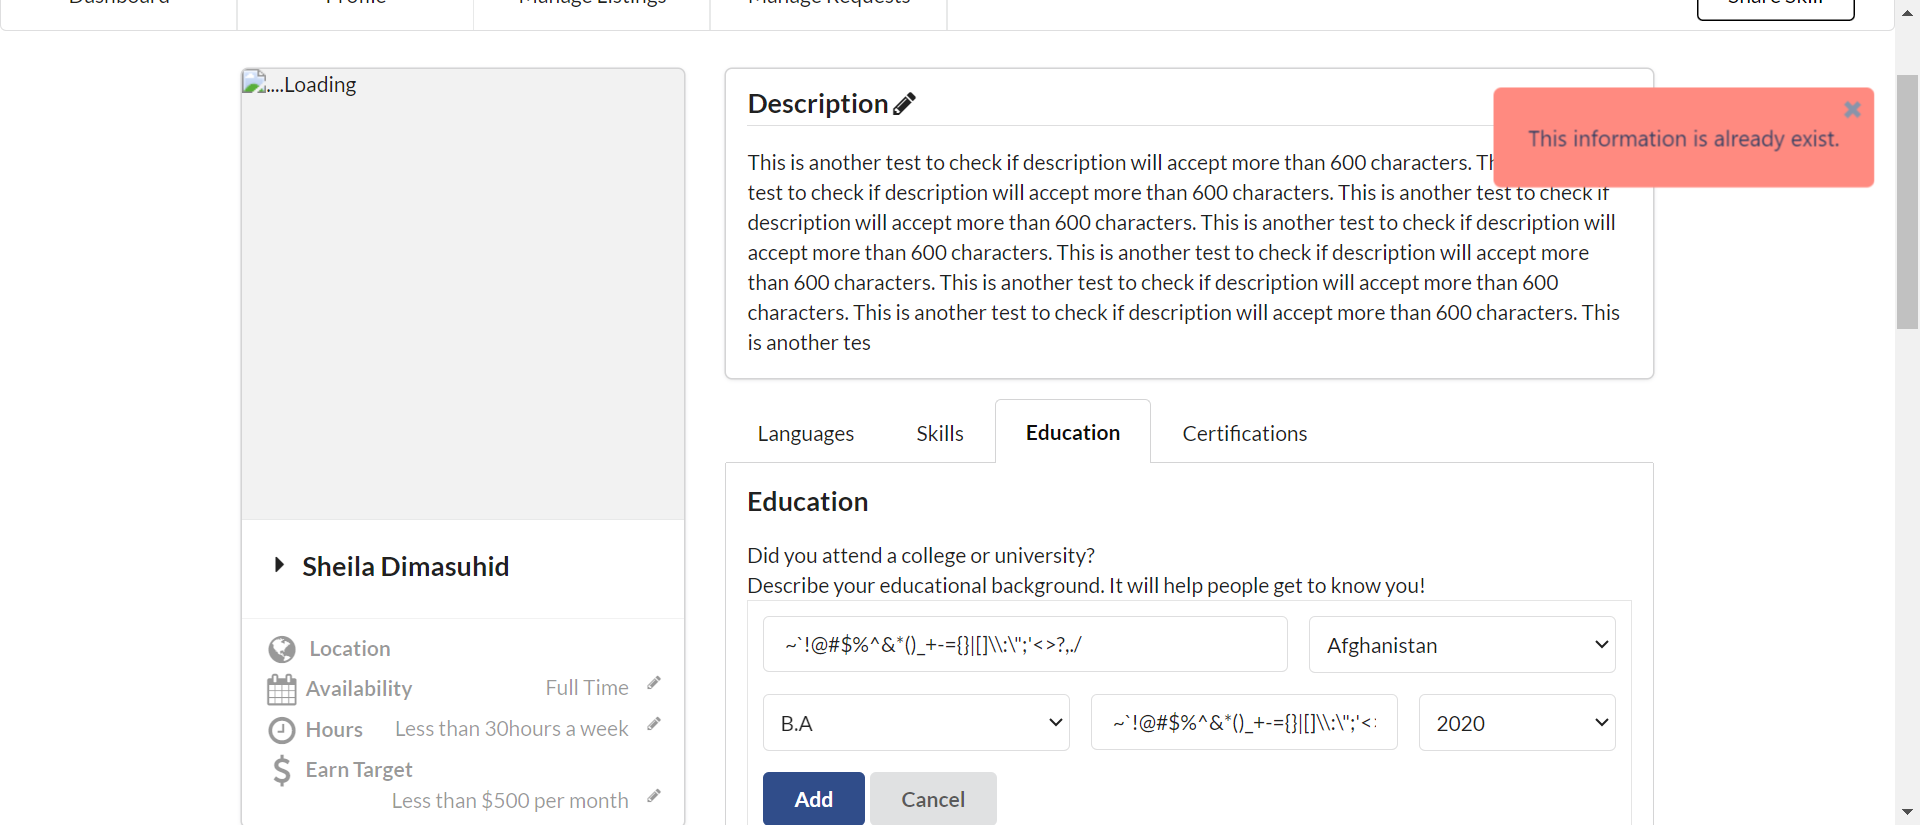 Dashboard
Profile
Manage Listings
Manage Requests
Share Skill
....Loading
Description
This information is already exist.
This is another test to check if description will accept more than 600 characters. Th
test to check if description will accept more than 600 characters. This is another test to check if
description will accept more than 600 characters. This is another test to check if description will
accept more than 600 characters. This is another test to check if description will accept more
than 600 characters. This is another test to check if description will accept more than 600
characters. This is another test to check if description will accept more than 600 characters. This
is another tes
Languages
Skills
Education
Certifications
Education
Did you attend a college or university?
Describe your educational background. It will help people get to know you!
~`!@#$%^&*()_+-={}|[]\\:\";'<>?,./
Afghanistan
B.A
~`!@#$%^&*()_+-={}|[]\\:\";'<
2020
Add
Cancel
Sheila Dimasuhid
Location
Availability
Full Time
Hours
Less than 30hours a week
Earn Target
Less than $500 per month